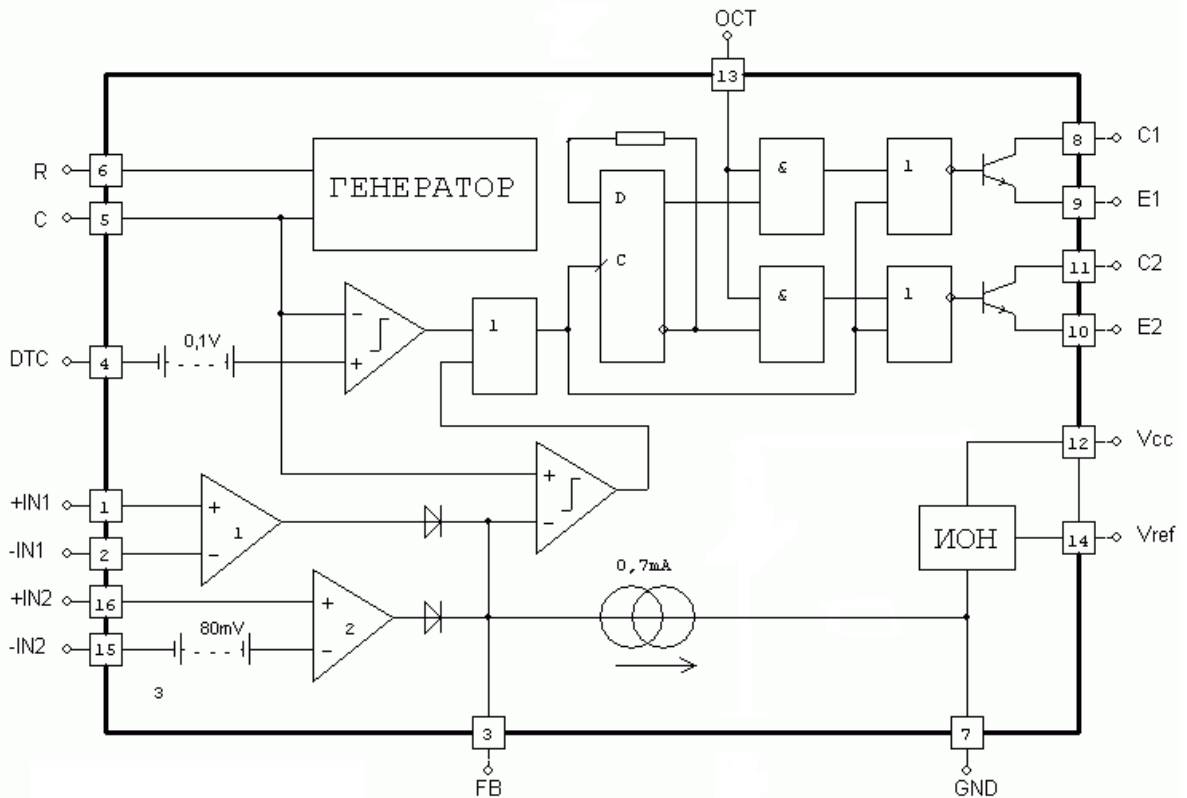 OCT
13
R
6
ГЕНЕРАТОР
D
&
1
8
C1
C
5
9
E1
C
&
1
11
C2
0,1V
1
10
E2
DTC
4
-
+
12
Vcc
+IN1
1
+
-
1
+
-
ИОН
14
Vref
-IN1
2
0,7mA
+IN2
16
+
-
2
80mV
-IN2
15
3
3
7
FB
GND